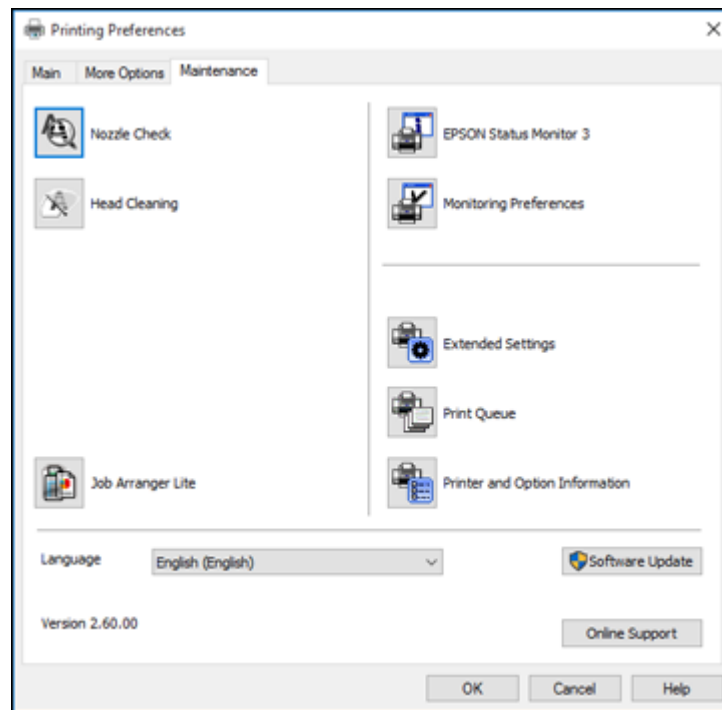 Printing Preferences
Main More Options Maintenance
Nozzle Check
EPSON Status Monitor 3
Head Cleaning
Monitoring Preferences
Extended Settings
Print Queue
Job Arranger Lite
Printer and Option Information
Language English (English) Software Update
Version 2.60.00
Online Support
OK Cancel Help